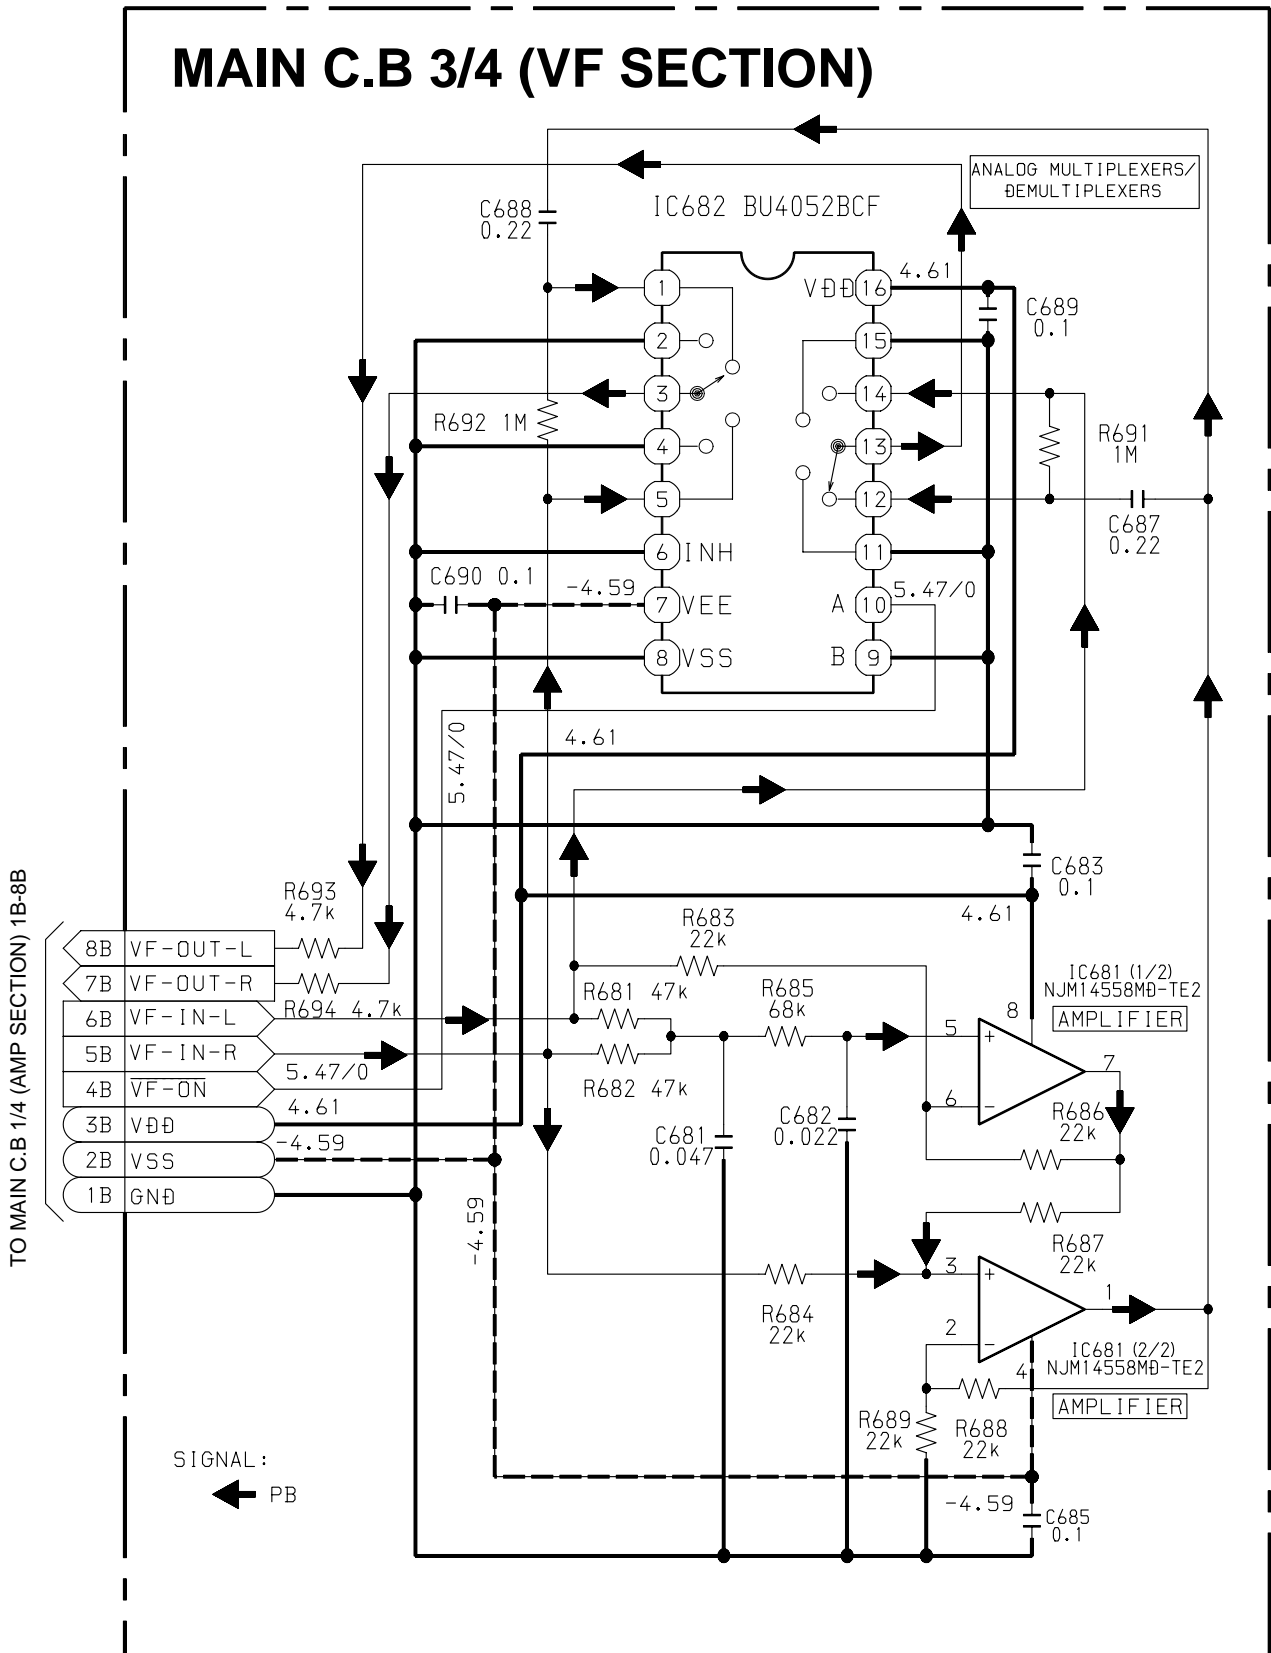 MAIN C.B 3/4 (VF SECTION)
ANALOG MULTIPLEXERS/
DEMULTIPLEXERS
C688
0.22
IC682 BU4052BCF
1
2
3
4
5
6 INH
7 VEE
8 VSS
VDD 16
15
14
13
12
11
A 10
B 9
4.61
C689
0.1
R692 1M
R691
1M
C687
0.22
C690 0.1
-4.59
5.47/0
5.47/0
4.61
C683
0.1
4.61
TO MAIN C.B 1/4 (AMP SECTION) 1B-8B
R693
4.7k
8B VF-OUT-L
7B VF-OUT-R
6B VF-IN-L
5B VF-IN-R
4B VF-ON
3B VDD
2B VSS
1B GND
R694 4.7k
5.47/0
4.61
-4.59
-4.59
R683
22k
R681 47k
R682 47k
R685
68k
C681
0.047
C682
0.022
IC681 (1/2)
NJM14558MD-TE2
AMPLIFIER
8
5
+
6
-
7
R686
22k
R687
22k
R684
22k
3
+
2
-
1
4
IC681 (2/2)
NJM14558MD-TE2
AMPLIFIER
R689
22k
R688
22k
-4.59
C685
0.1
SIGNAL:
PB